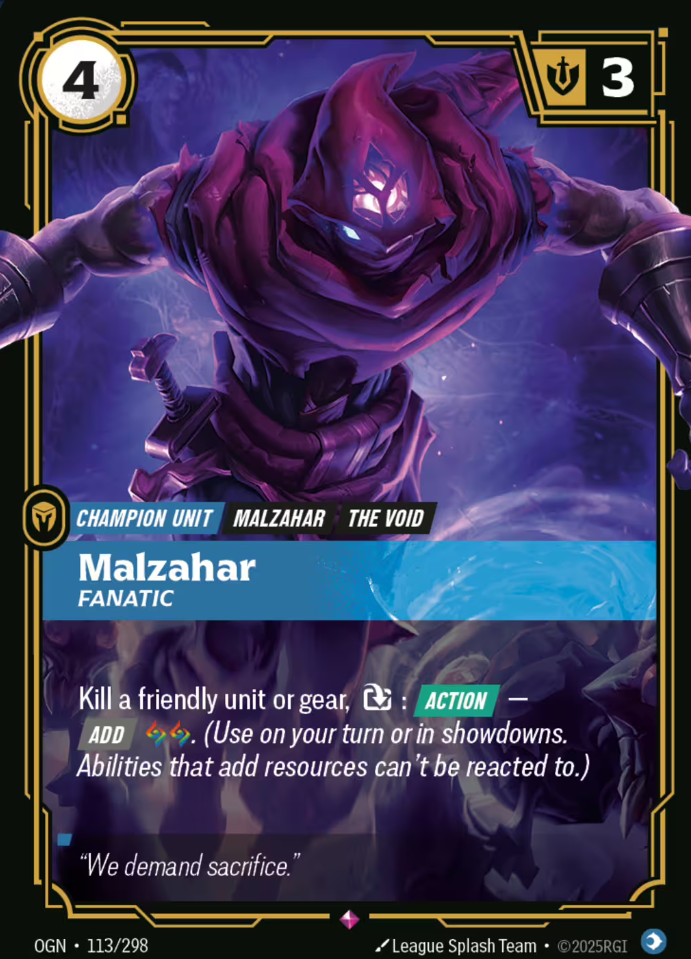 4
3
CHAMPION UNIT MALZAHAR THE VOID
Malzahar
FANATIC
Kill a friendly unit or gear, : ACTION —
ADD . (Use on your turn or in showdowns.
Abilities that add resources can't be reacted to.)
“We demand sacrifice.”
OGN • 113/298 League Splash Team • ©2025RGI